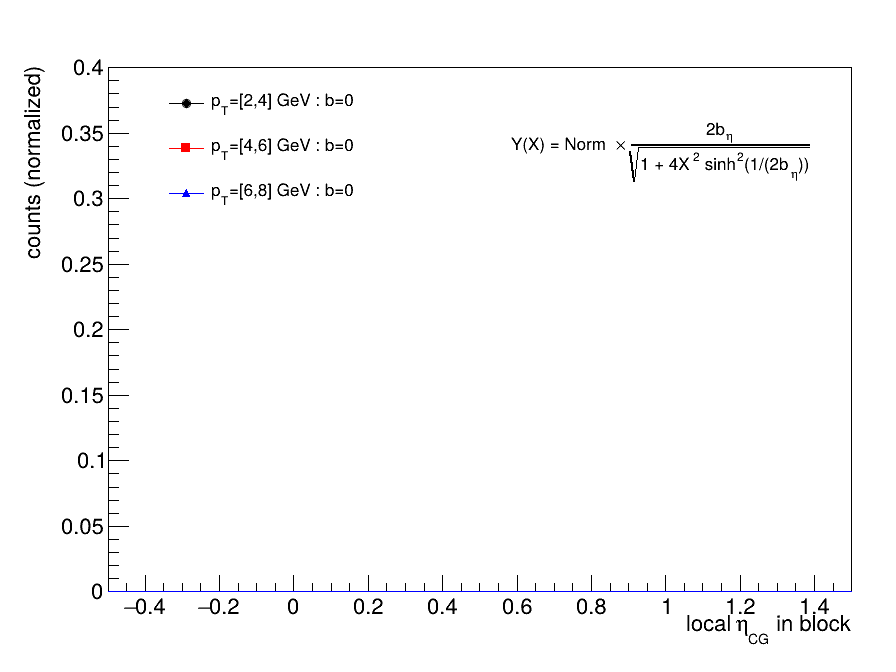 counts (normalized)
0.4
0.35
0.3
0.25
0.2
0.15
0.1
0.05
0
p_T=[2,4] GeV : b=0
p_T=[4,6] GeV : b=0
p_T=[6,8] GeV : b=0
Y(X) = Norm × 2b_η / √(1 + 4X² sinh²(1/(2b_η)))
−0.4 −0.2 0 0.2 0.4 0.6 0.8 1 1.2 1.4
local η_CG in block